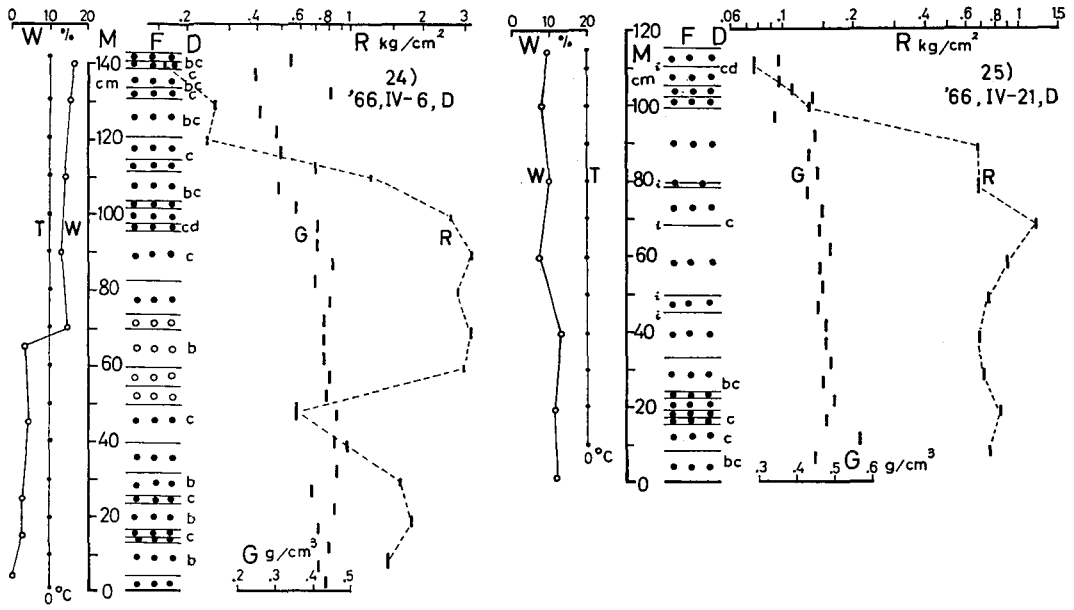 0 10 20
W %
M
F D
.2 .4 .6 1 2 3
R kg/cm²
24)
'66, IV-6, D
140
cm
120
100
80
60
40
20
0
bc
c
bc
c
bc
c
bc
cd
c
b
c
b
c
b
c
b
T W
G
R
G g/cm³
.2 .3 .4 .5
0 °C
0 10 20
W %
120
M
cm
F D
.06 .1 .2 .4 .6 .8 1 15
R kg/cm²
25)
'66, IV-21, D
100
80
60
40
20
0
i
i
i
i
i
cd
c
bc
c
c
bc
W T
G
R
0 °C
.3 .4 .5 .6 g/cm³
G